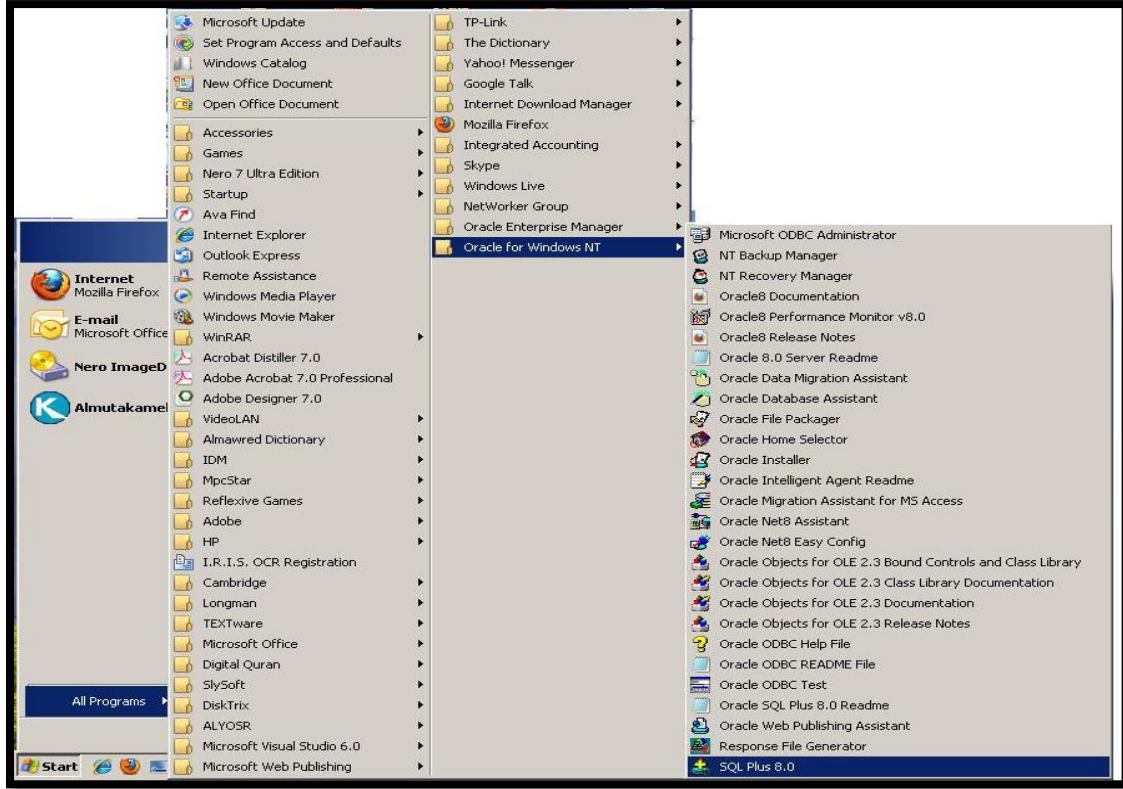 Microsoft Update
Set Program Access and Defaults
Windows Catalog
New Office Document
Open Office Document
Accessories
Games
Nero 7 Ultra Edition
Startup
Ava Find
Internet Explorer
Outlook Express
Remote Assistance
Windows Media Player
Windows Movie Maker
WinRAR
Acrobat Distiller 7.0
Adobe Acrobat 7.0 Professional
Adobe Designer 7.0
VideoLAN
Almawred Dictionary
IDM
MpcStar
Reflexive Games
Adobe
HP
I.R.I.S. OCR Registration
Cambridge
Longman
TEXTware
Microsoft Office
Digital Quran
SlySoft
DiskTrix
ALYOSR
Microsoft Visual Studio 6.0
Microsoft Web Publishing
TP-Link
The Dictionary
Yahoo! Messenger
Google Talk
Internet Download Manager
Mozilla Firefox
Integrated Accounting
Skype
Windows Live
NetWorker Group
Oracle Enterprise Manager
Oracle for Windows NT
Microsoft ODBC Administrator
NT Backup Manager
NT Recovery Manager
Oracle8 Documentation
Oracle8 Performance Monitor v8.0
Oracle8 Release Notes
Oracle 8.0 Server Readme
Oracle Data Migration Assistant
Oracle Database Assistant
Oracle File Packager
Oracle Home Selector
Oracle Installer
Oracle Intelligent Agent Readme
Oracle Migration Assistant for MS Access
Oracle Net8 Assistant
Oracle Net8 Easy Config
Oracle Objects for OLE 2.3 Bound Controls and Class Library
Oracle Objects for OLE 2.3 Class Library Documentation
Oracle Objects for OLE 2.3 Documentation
Oracle Objects for OLE 2.3 Release Notes
Oracle ODBC Help File
Oracle ODBC README File
Oracle ODBC Test
Oracle SQL Plus 8.0 Readme
Oracle Web Publishing Assistant
Response File Generator
SQL Plus 8.0
Internet
Mozilla Firefox
E-mail
Microsoft Office
Nero ImageD
Almutakamel
All Programs
Start